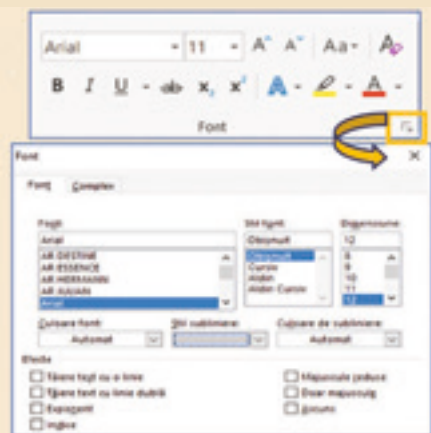 Arial 11 A A Aa A
B I U ab x, x² A A
Font
Font
Font Complex
Font: Stil font: Dimensiune:
Arial Obișnuit 12
AR DESTINE Obișnuit 8
AR ESSENCE Cursiv 9
AR HERMANN Aldin 10
AR JULIAN Aldin Cursiv 11
Arial 12
Culoare font: Stil subliniere: Culoare de subliniere:
Automat Automat
Efecte
Tăiere text cu o linie Majuscule reduse
Tăiere text cu linie dublă Doar majuscule
Exponent Ascuns
Indice